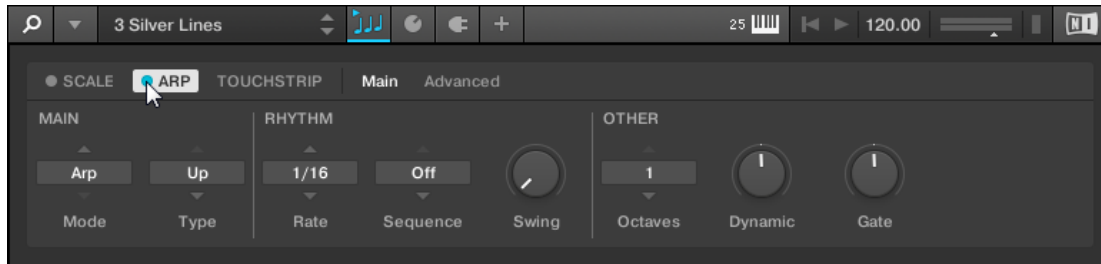 3 Silver Lines 25 120.00 NI
SCALE ARP TOUCHSTRIP Main Advanced
MAIN RHYTHM OTHER
Arp Up 1/16 Off 1
Mode Type Rate Sequence Swing Octaves Dynamic Gate